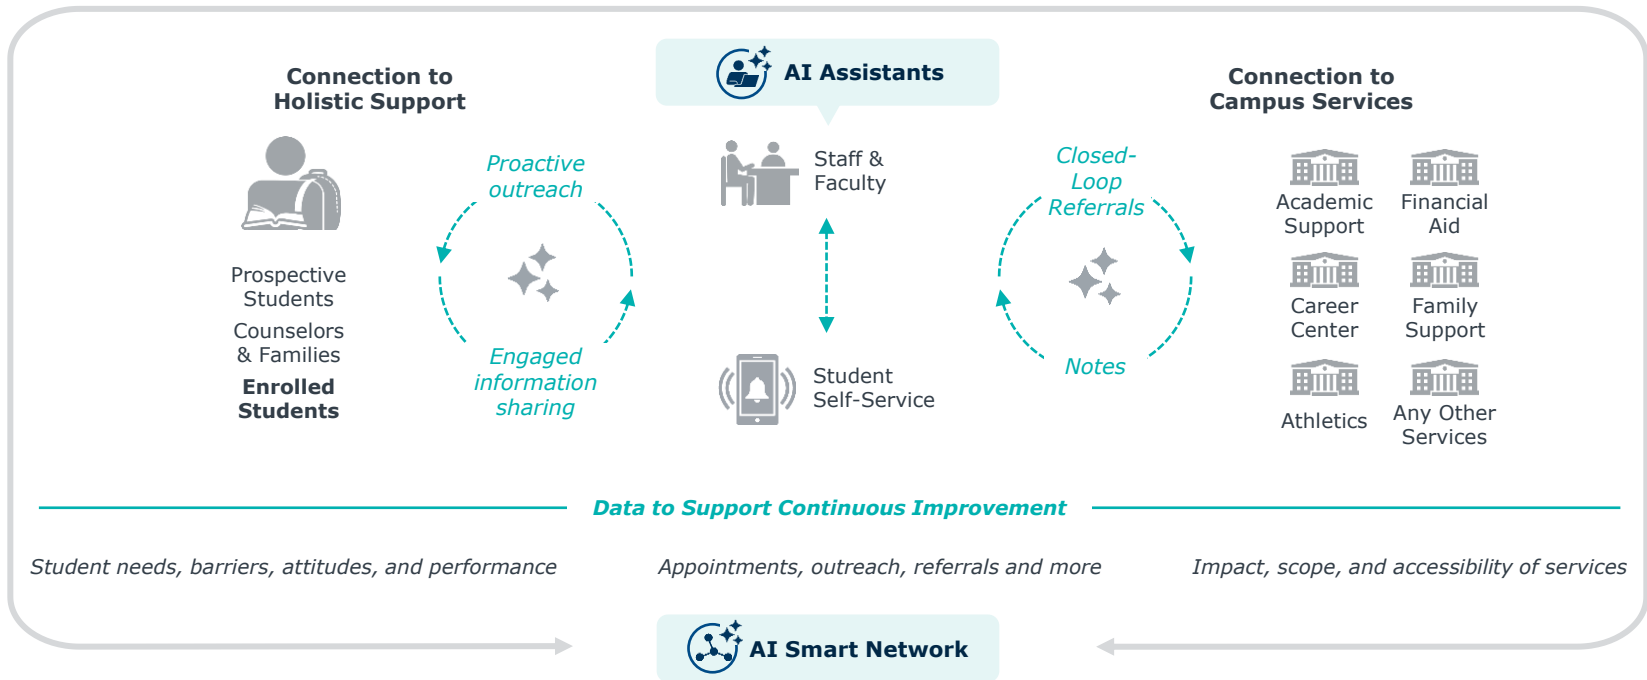 AI Assistants
Connection to
Holistic Support
Prospective
Students
Counselors
& Families
Enrolled
Students
Proactive
outreach
Engaged
information
sharing
Staff &
Faculty
Student
Self-Service
Closed-
Loop
Referrals
Notes
Connection to
Campus Services
Academic
Support
Financial
Aid
Career
Center
Family
Support
Athletics
Any Other
Services
Data to Support Continuous Improvement
Student needs, barriers, attitudes, and performance
Appointments, outreach, referrals and more
Impact, scope, and accessibility of services
AI Smart Network